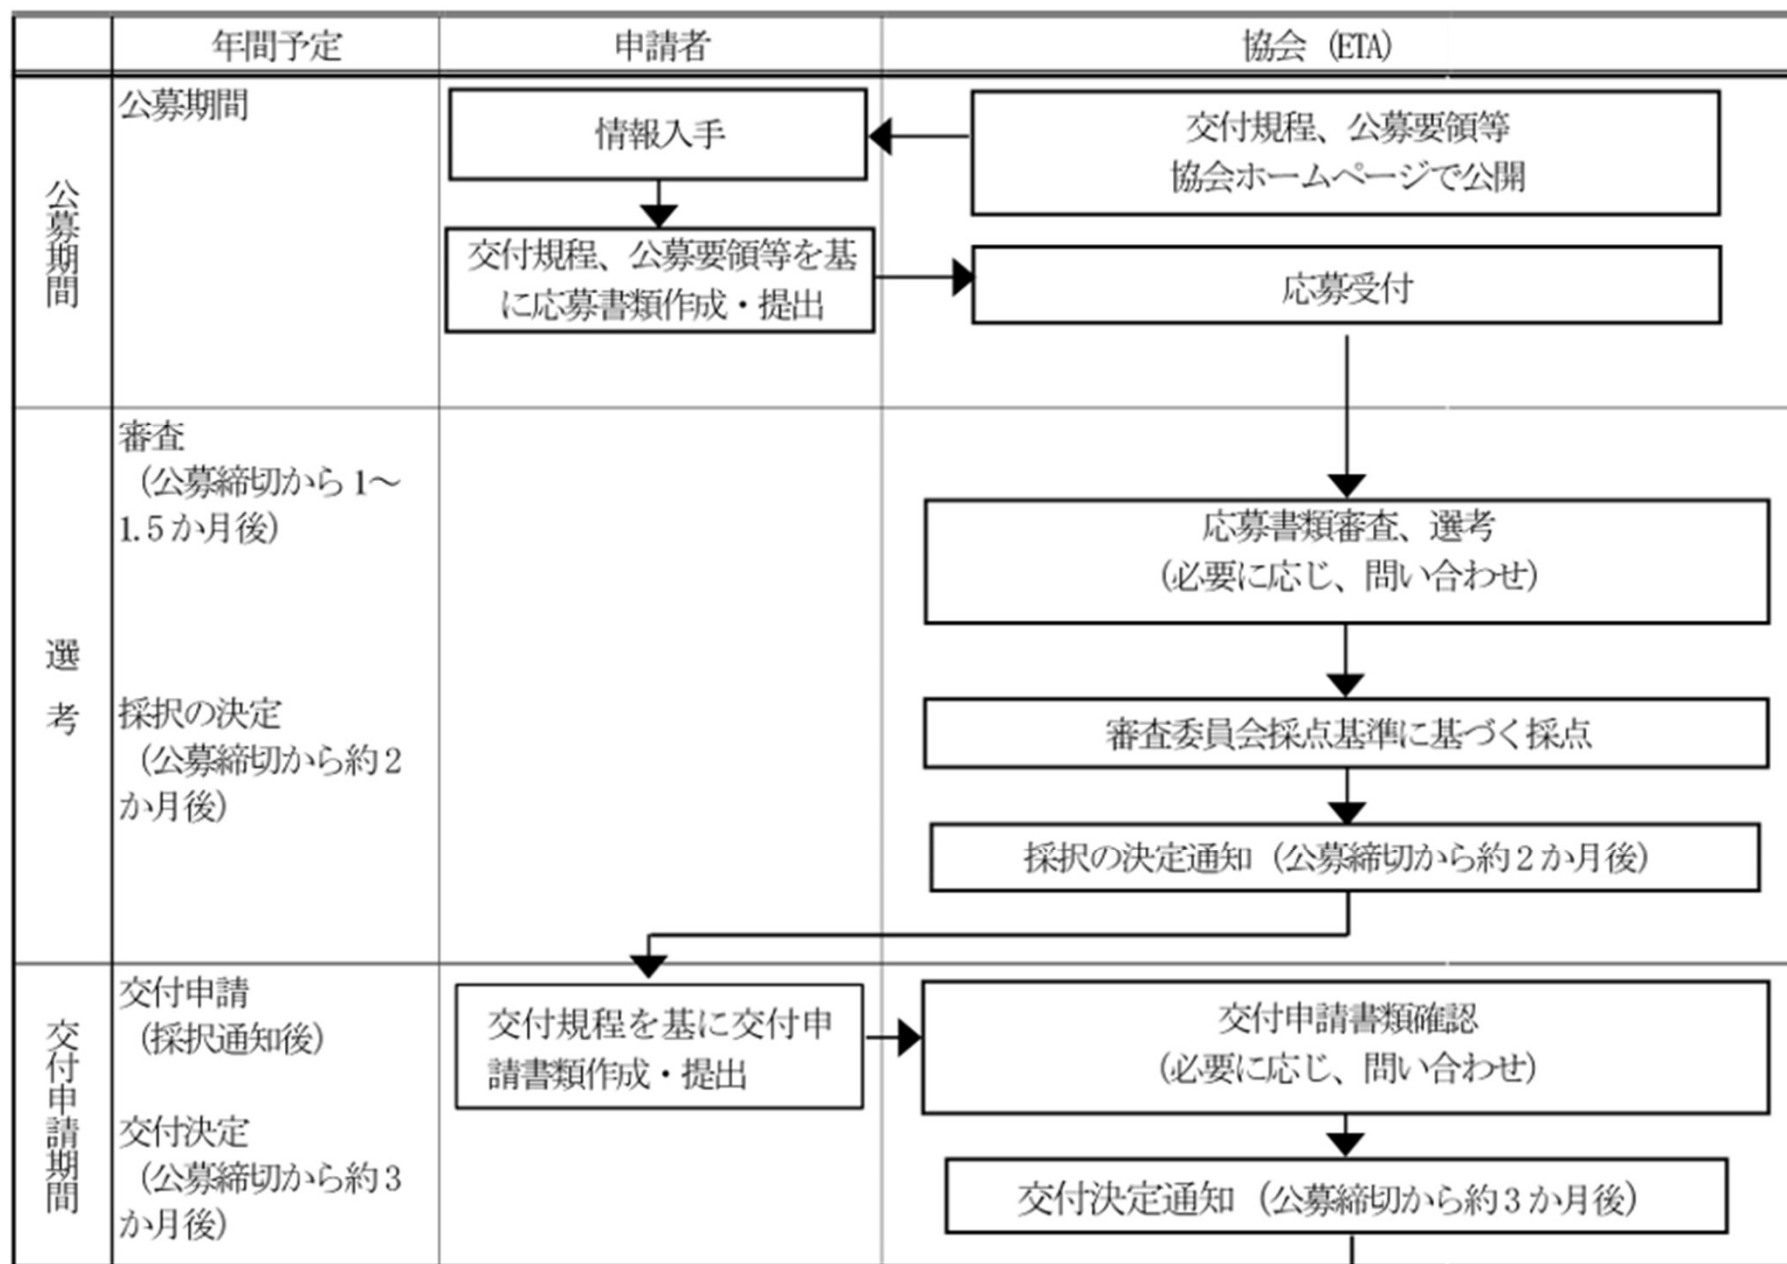 年間予定
申請者
協会 (ETA)
公募期間
公募期間
情報入手
交付規程、公募要領等
協会ホームページで公開
交付規程、公募要領等を基
に応募書類作成・提出
応募受付
選考
審査
(公募締切から1～
1.5か月後)
応募書類審査、選考
(必要に応じ、問い合わせ)
採択の決定
(公募締切から約2
か月後)
審査委員会採点基準に基づく採点
採択の決定通知 (公募締切から約2か月後)
交付申請期間
交付申請
(採択通知後)
交付規程を基に交付申
請書類作成・提出
交付申請書類確認
(必要に応じ、問い合わせ)
交付決定
(公募締切から約3
か月後)
交付決定通知 (公募締切から約3か月後)